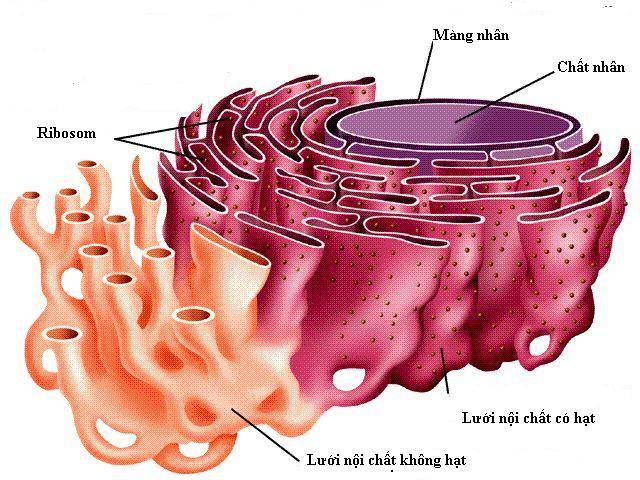 Màng nhân
Chất nhân
Ribosom
Lưới nội chất có hạt
Lưới nội chất không hạt